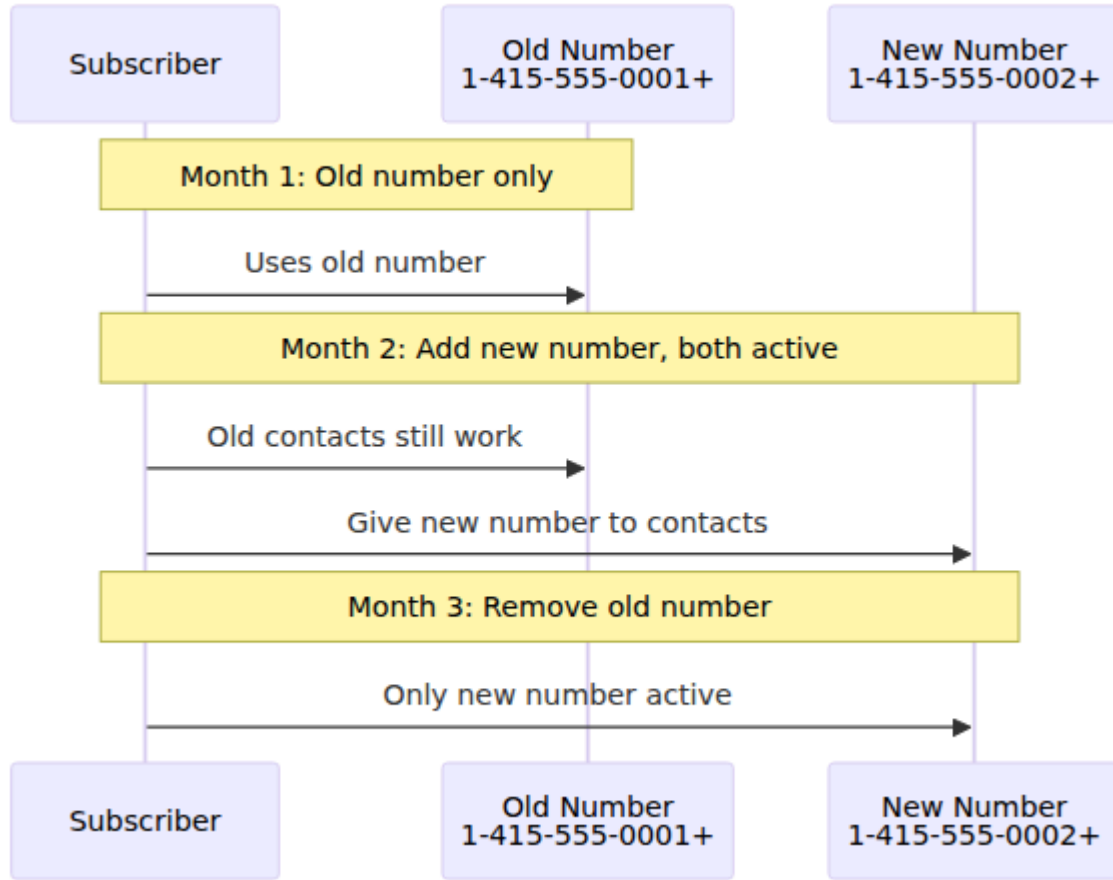 Subscriber
Old Number
1-415-555-0001+
New Number
1-415-555-0002+
Month 1: Old number only
Uses old number
Month 2: Add new number, both active
Old contacts still work
Give new number to contacts
Month 3: Remove old number
Only new number active
Subscriber
Old Number
1-415-555-0001+
New Number
1-415-555-0002+